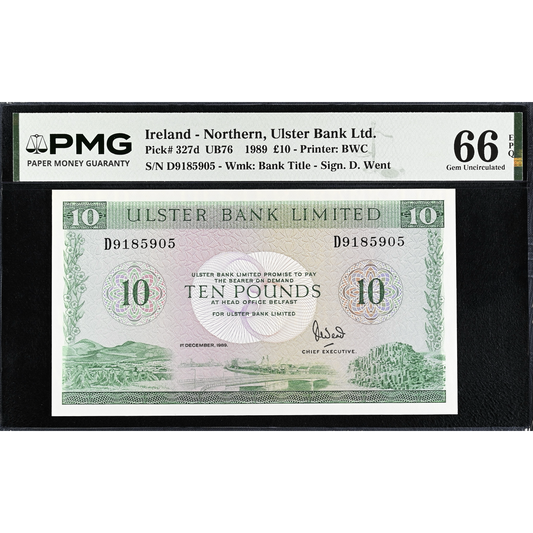 PMG
PAPER MONEY GUARANTY
Ireland - Northern, Ulster Bank Ltd.
Pick# 327d UB76 1989 £10 - Printer: BWC
S/N D9185905 - Wmk: Bank Title - Sign. D. Went
66 EPQ
Gem Uncirculated
10 ULSTER BANK LIMITED 10
D9185905 D9185905
ULSTER BANK LIMITED PROMISE TO PAY
THE BEARER ON DEMAND
10 TEN POUNDS 10
AT HEAD OFFICE BELFAST
FOR ULSTER BANK LIMITED
1ST DECEMBER, 1989.
DWent
CHIEF EXECUTIVE.